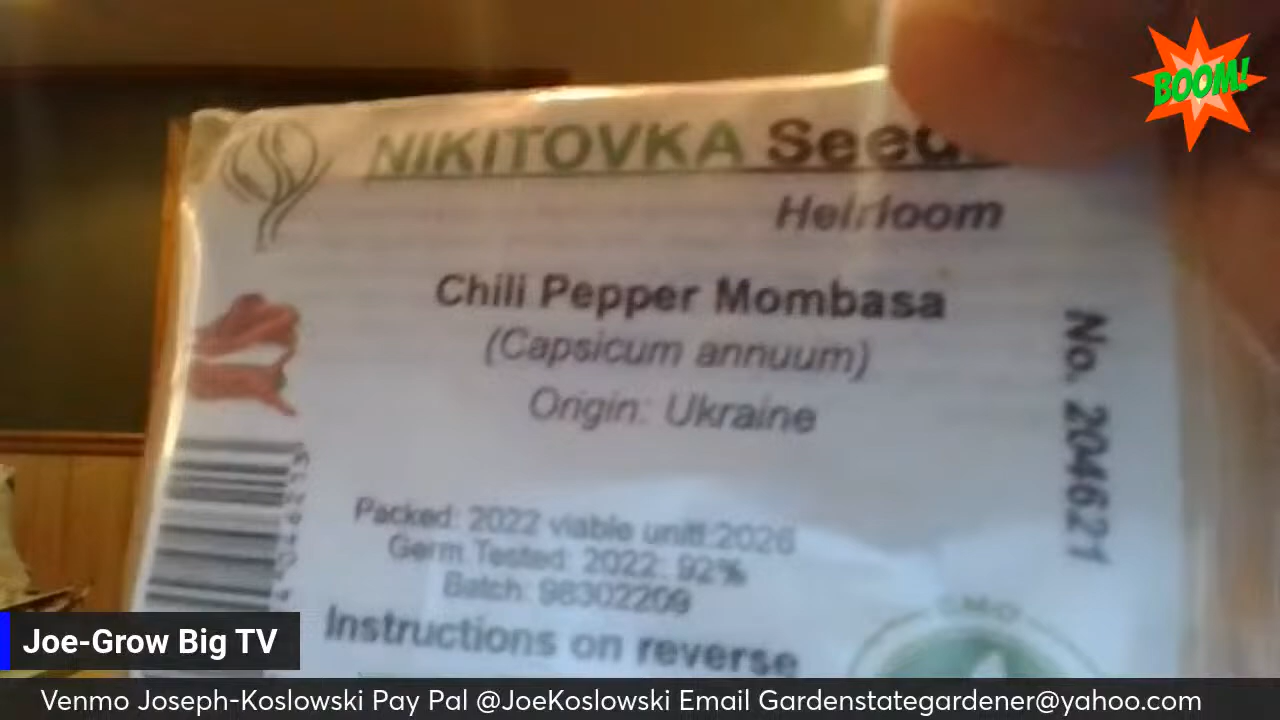 BOOM!
NIKITOVKA Seeds
Heirloom
Chili Pepper Mombasa
(Capsicum annuum)
Origin: Ukraine
No. 204621
Packed: 2022 viable until:2026
Germ.Tested: 2022: 92%
Batch: 98302209
Instructions on reverse
GMO
Joe-Grow Big TV
Venmo Joseph-Koslowski Pay Pal @JoeKoslowski Email Gardenstategardener@yahoo.com